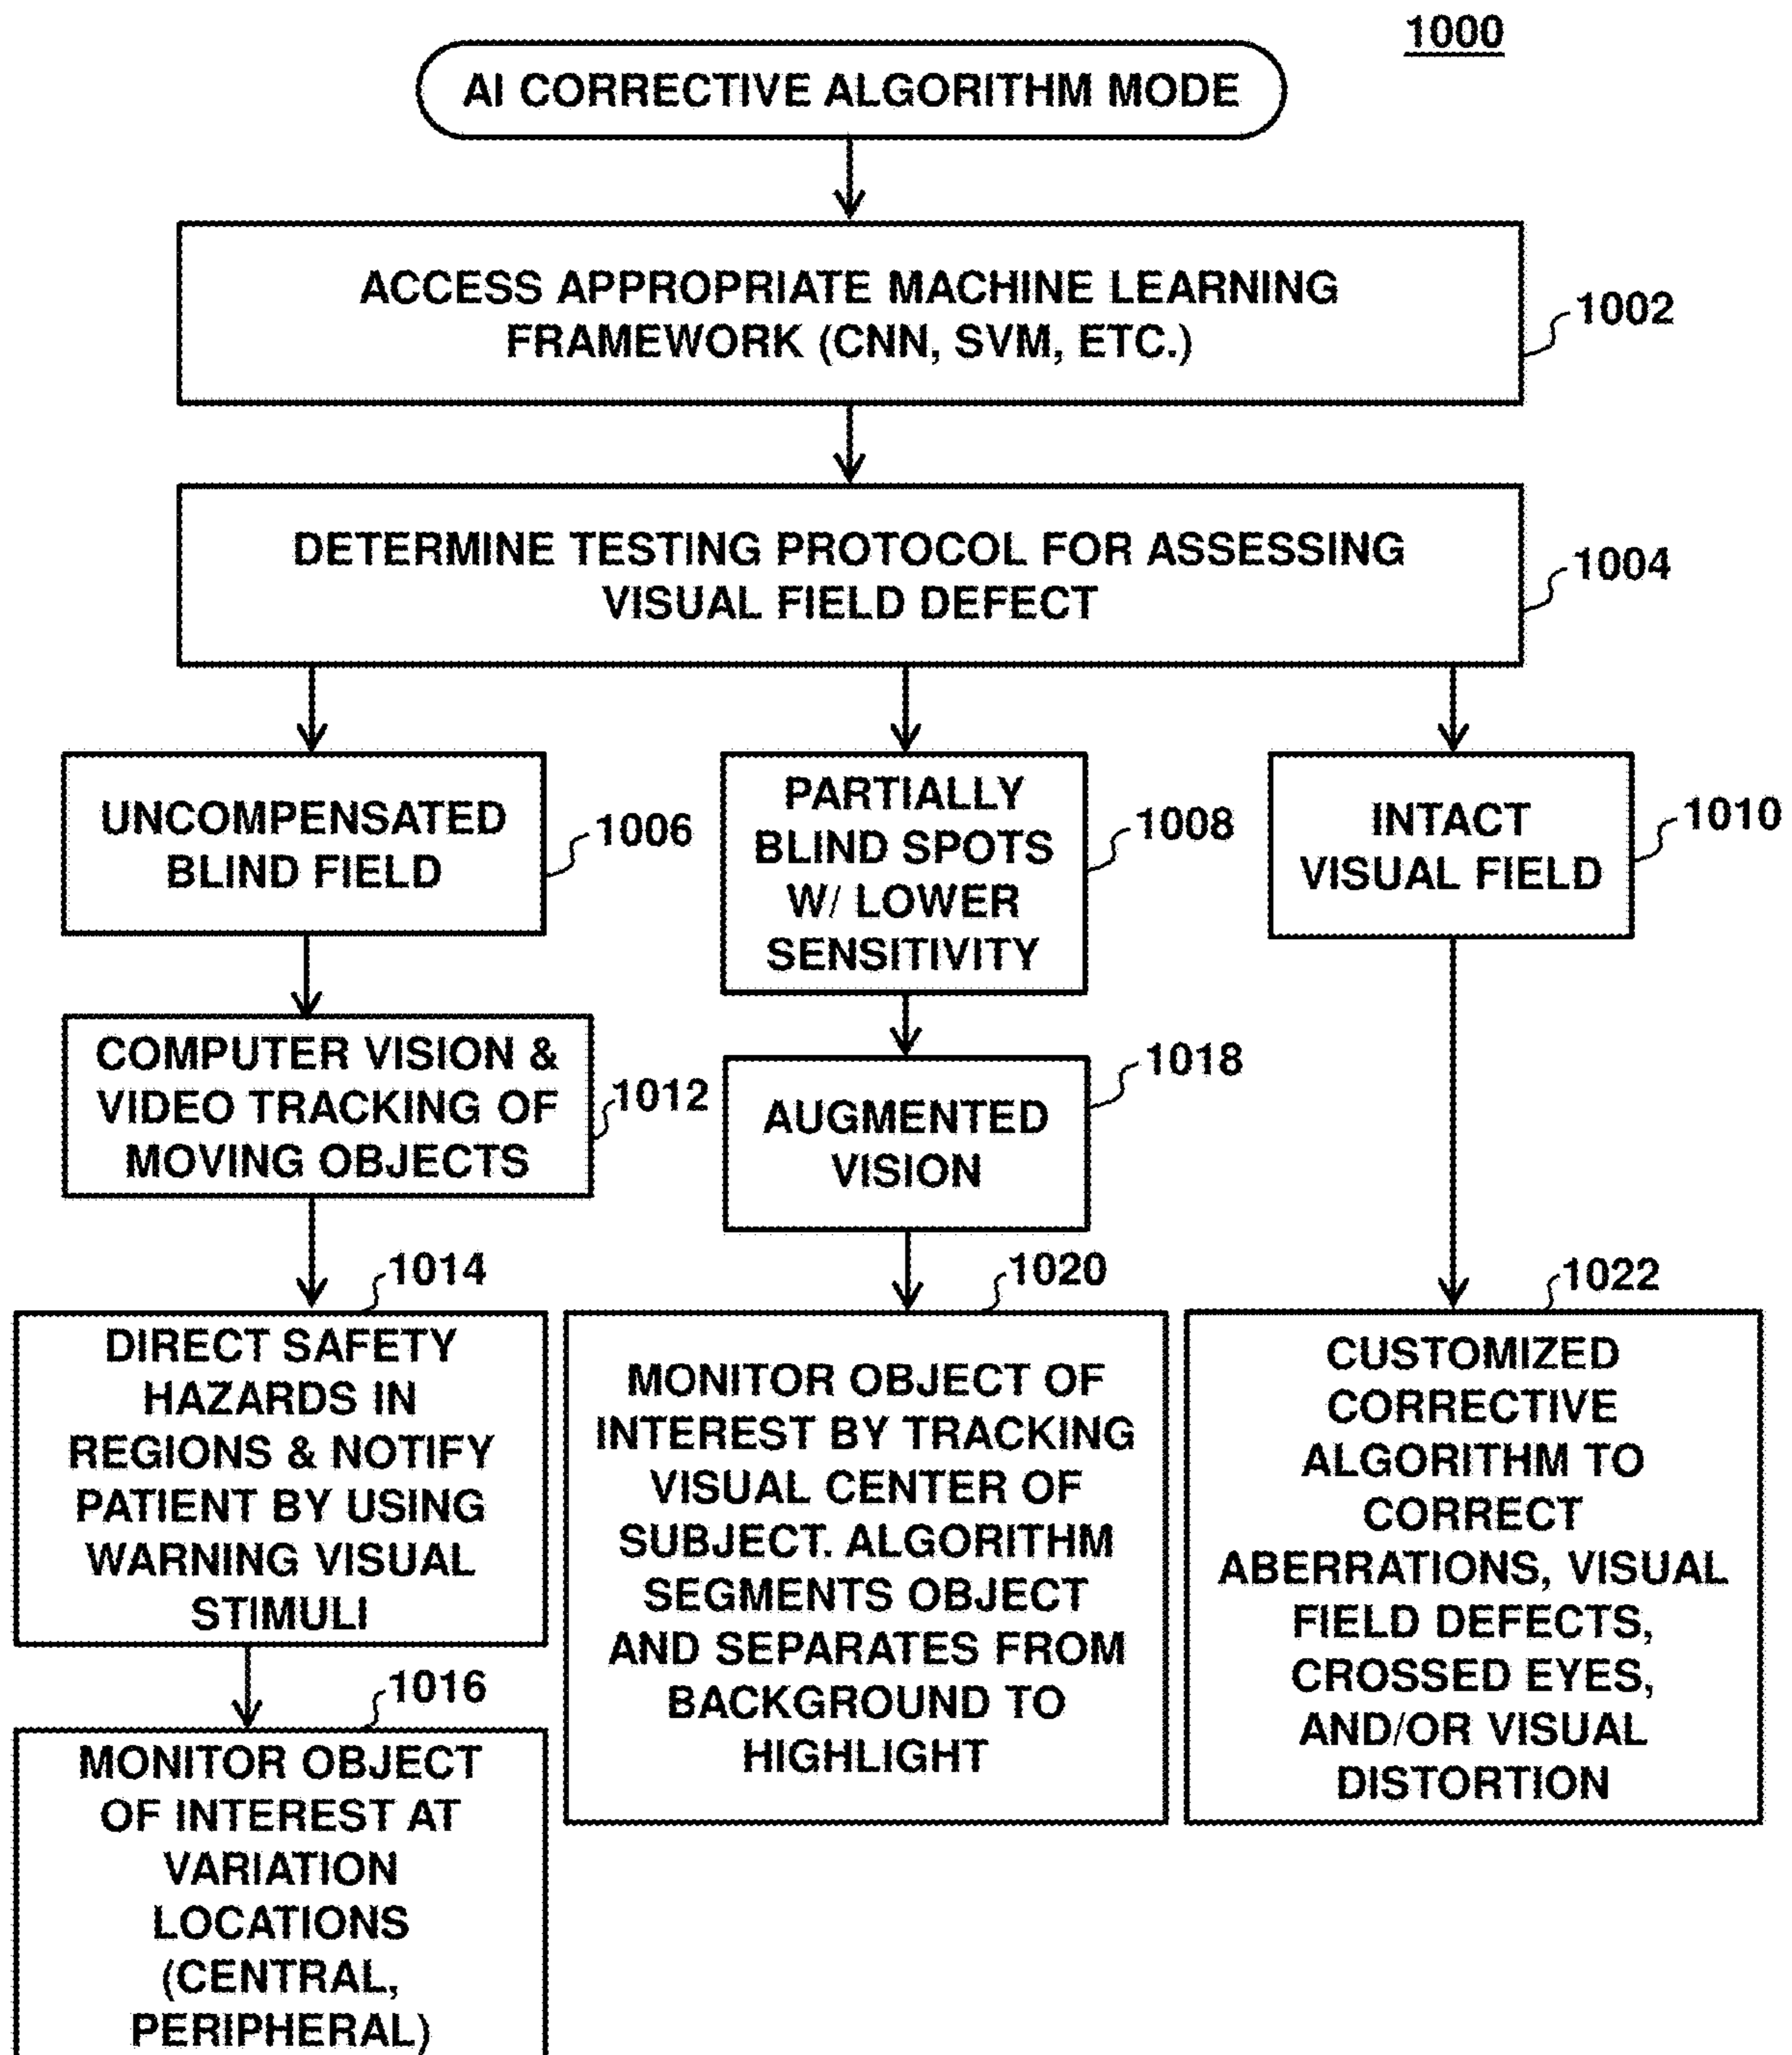 1000
AI CORRECTIVE ALGORITHM MODE
ACCESS APPROPRIATE MACHINE LEARNING
FRAMEWORK (CNN, SVM, ETC.)
1002
DETERMINE TESTING PROTOCOL FOR ASSESSING
VISUAL FIELD DEFECT
1004
UNCOMPENSATED
BLIND FIELD
1006
PARTIALLY
BLIND SPOTS
W/ LOWER
SENSITIVITY
1008
INTACT
VISUAL FIELD
1010
COMPUTER VISION &
VIDEO TRACKING OF
MOVING OBJECTS
1012
AUGMENTED
VISION
1018
1014
DIRECT SAFETY
HAZARDS IN
REGIONS & NOTIFY
PATIENT BY USING
WARNING VISUAL
STIMULI
1020
MONITOR OBJECT OF
INTEREST BY TRACKING
VISUAL CENTER OF
SUBJECT. ALGORITHM
SEGMENTS OBJECT
AND SEPARATES FROM
BACKGROUND TO
HIGHLIGHT
1022
CUSTOMIZED
CORRECTIVE
ALGORITHM TO
CORRECT
ABERRATIONS, VISUAL
FIELD DEFECTS,
CROSSED EYES,
AND/OR VISUAL
DISTORTION
1016
MONITOR OBJECT
OF INTEREST AT
VARIATION
LOCATIONS
(CENTRAL,
PERIPHERAL)